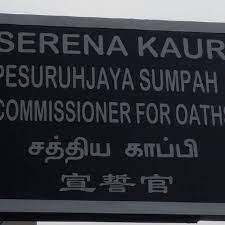 SERENA KAUR
PESURUHJAYA SUMPAH
COMMISSIONER FOR OATHS
சத்திய காப்பி
宣誓官